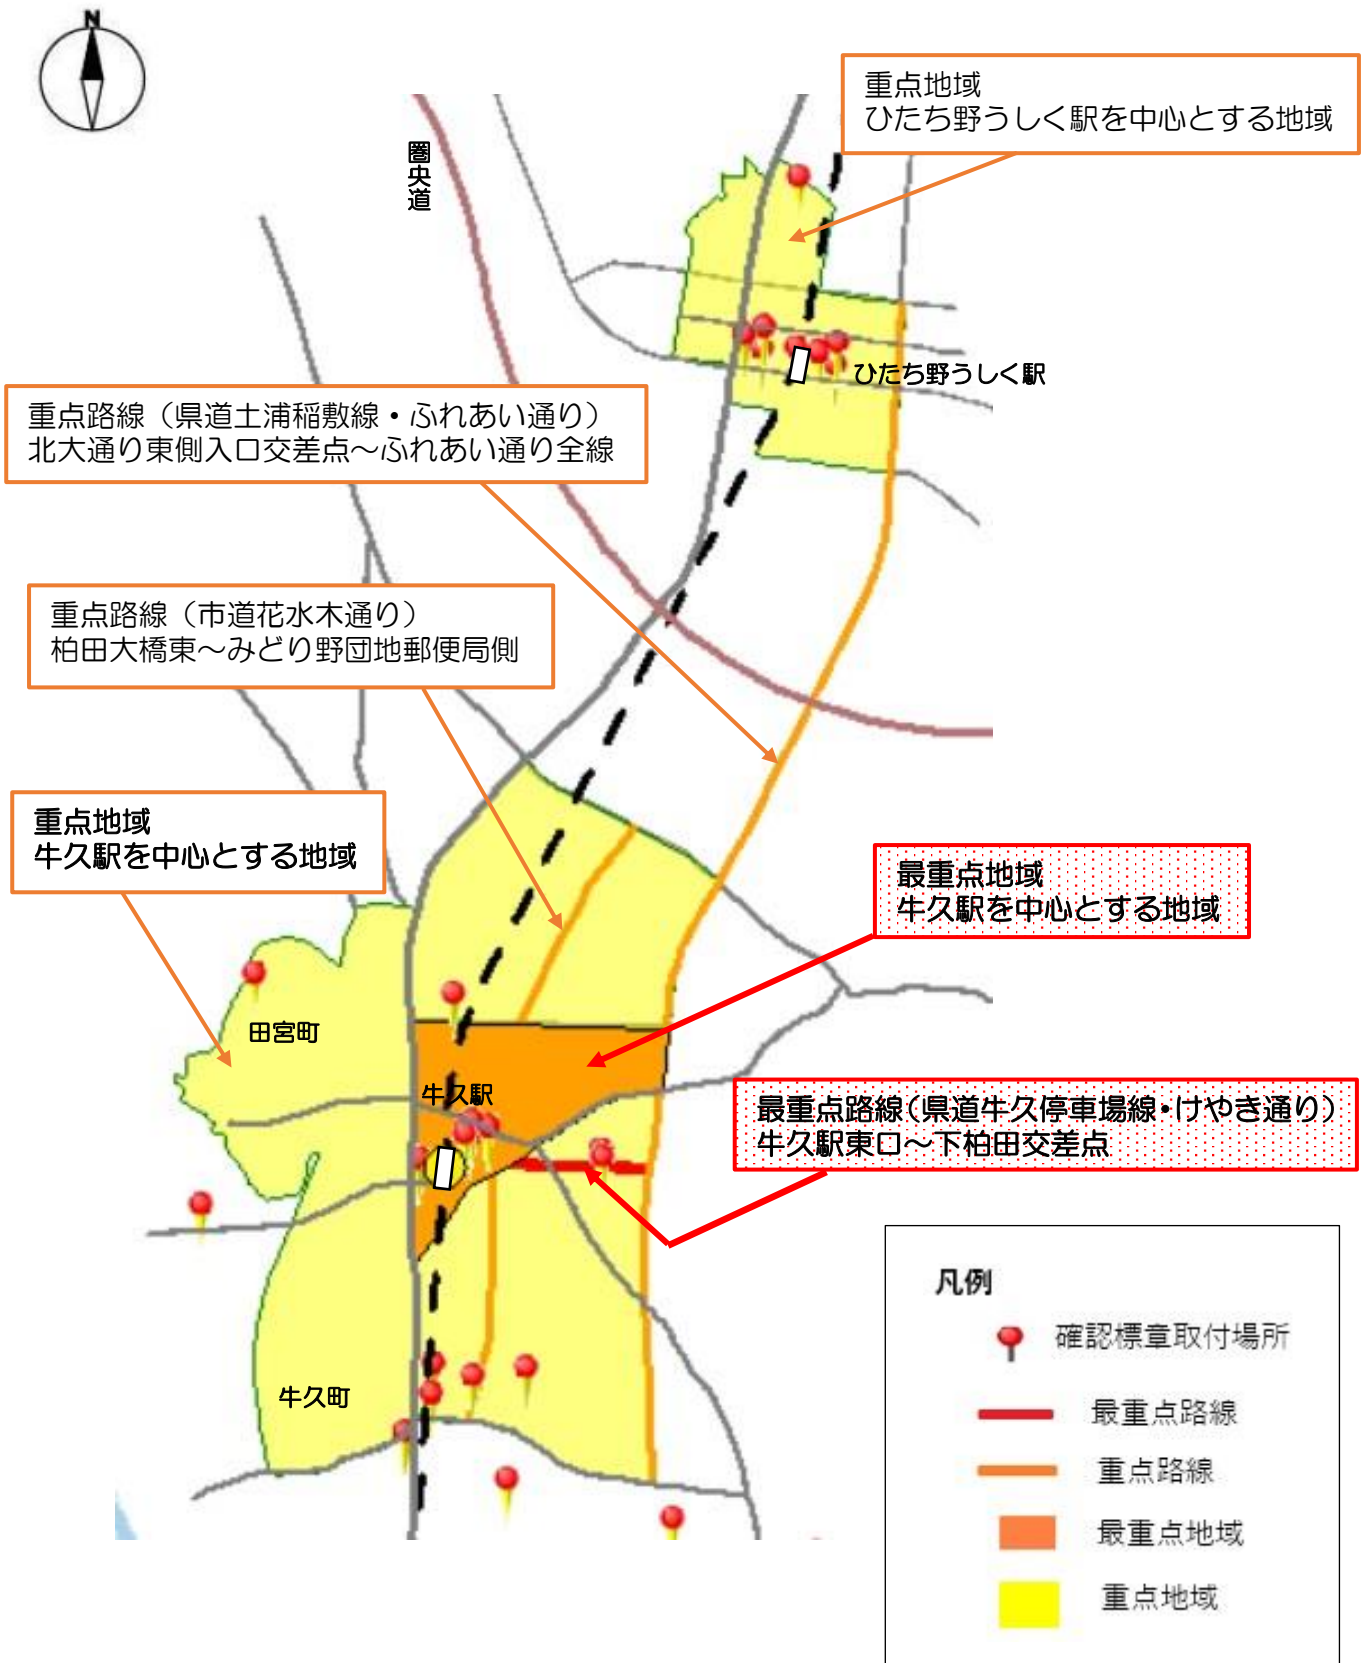 N
重点地域
ひたち野うしく駅を中心とする地域
圏央道
ひたち野うしく駅
重点路線（県道土浦稲敷線・ふれあい通り）
北大通り東側入口交差点～ふれあい通り全線
重点路線（市道花水木通り）
柏田大橋東～みどり野団地郵便局側
重点地域
牛久駅を中心とする地域
最重点地域
牛久駅を中心とする地域
田宮町
牛久駅
最重点路線（県道牛久停車場線・けやき通り）
牛久駅東口～下柏田交差点
牛久町
凡例
確認標章取付場所
最重点路線
重点路線
最重点地域
重点地域